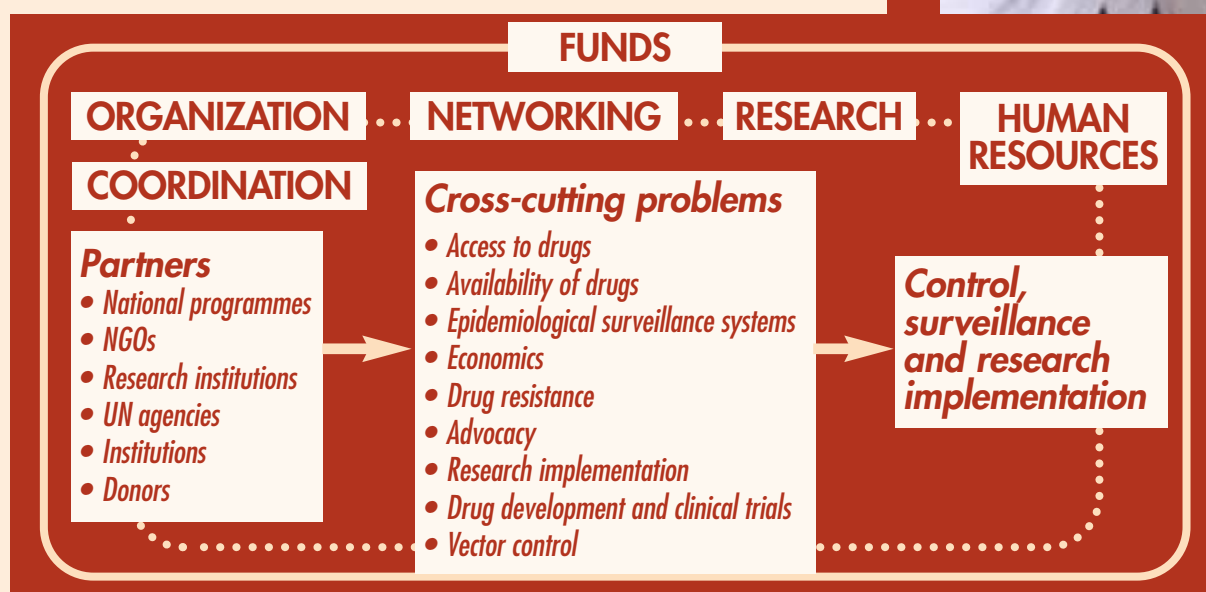 FUNDS
ORGANIZATION
NETWORKING
RESEARCH
HUMAN
RESOURCES
COORDINATION
Partners
• National programmes
• NGOs
• Research institutions
• UN agencies
• Institutions
• Donors
Cross-cutting problems
• Access to drugs
• Availability of drugs
• Epidemiological surveillance systems
• Economics
• Drug resistance
• Advocacy
• Research implementation
• Drug development and clinical trials
• Vector control
Control,
surveillance
and research
implementation